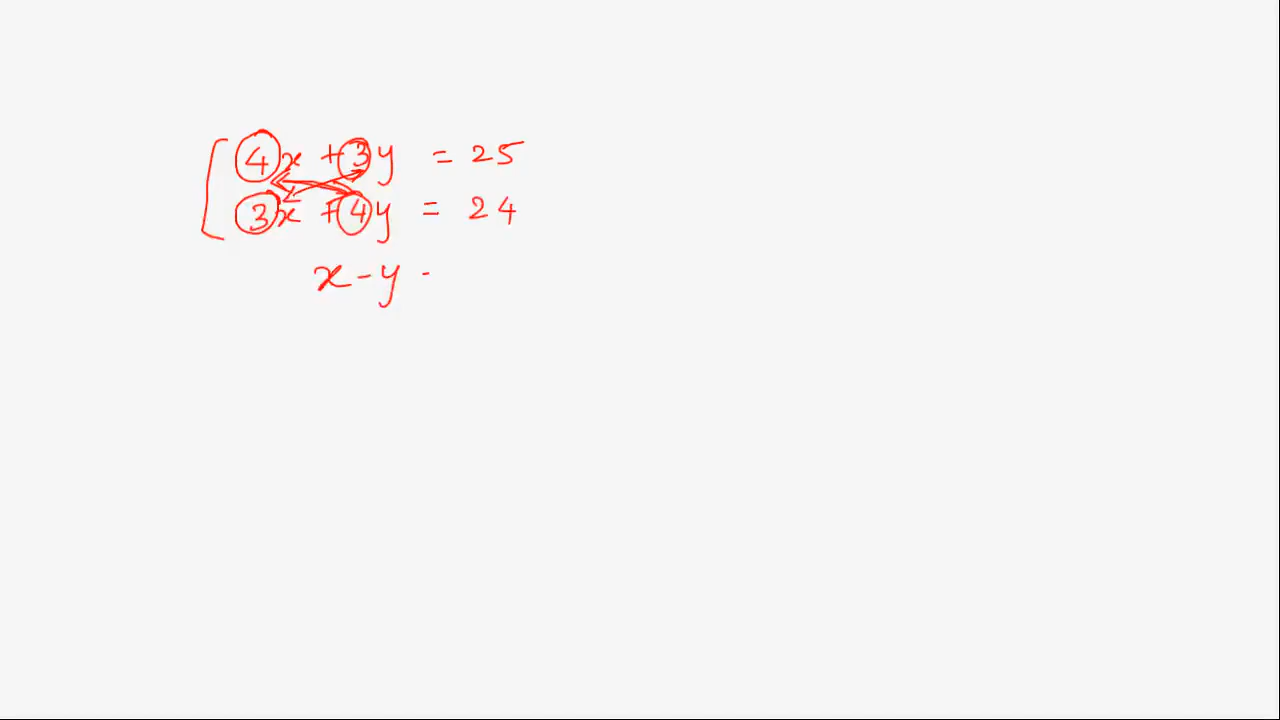 4x + 3y = 25
3x + 4y = 24
x - y -